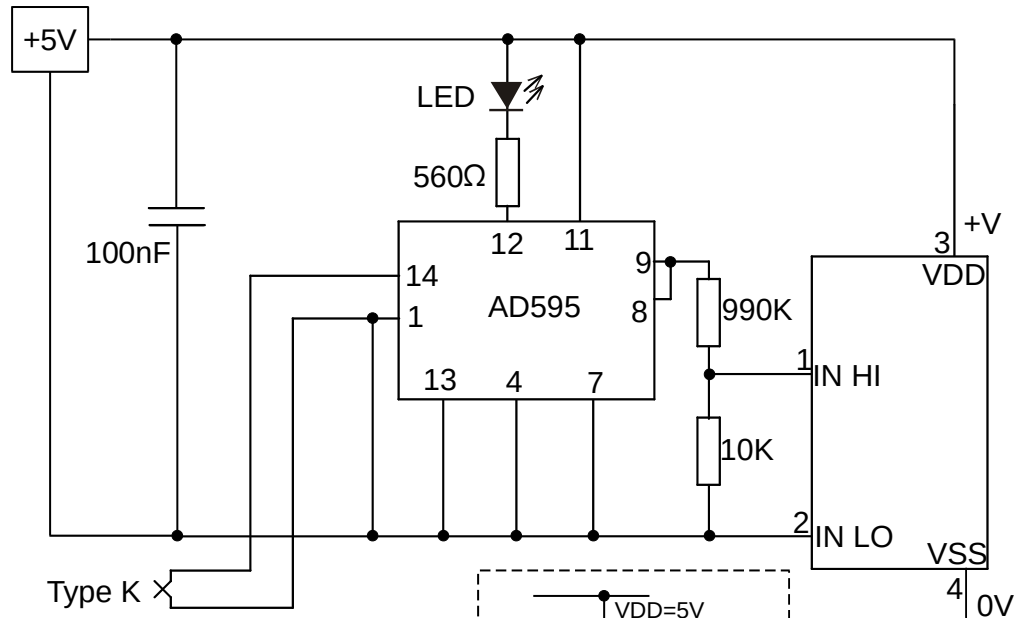 +5V
LED
560Ω
100nF
12
11
+V
3
VDD
14
9
1
AD595
8
990K
1
IN HI
13
4
7
10K
2
IN LO
VSS
Type K
4
0V
VDD=5V